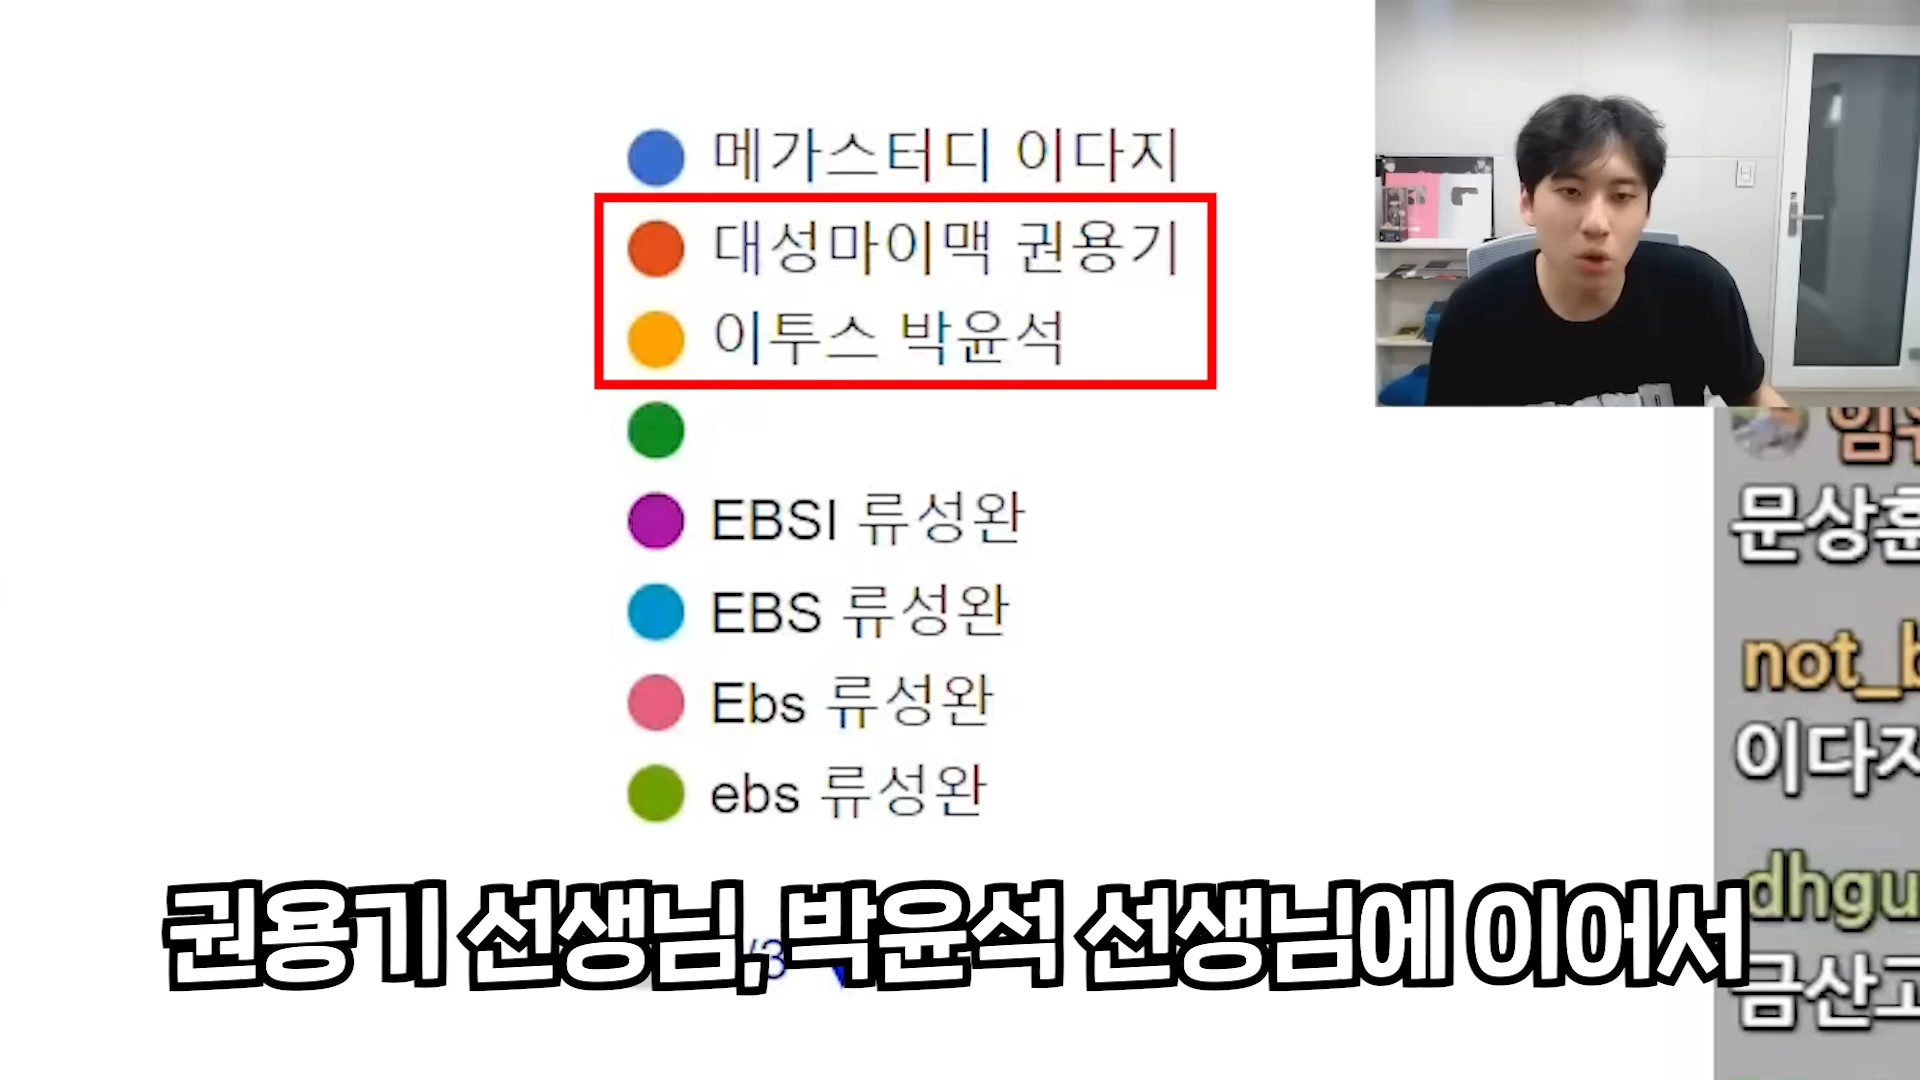 메가스터디 이다지
대성마이맥 권용기
이투스 박윤석
EBSI 류성완
EBS 류성완
Ebs 류성완
ebs 류성완
문상훈
not_b
이다지
dhgu
금산고
권용기 선생님, 박윤석 선생님에 이어서